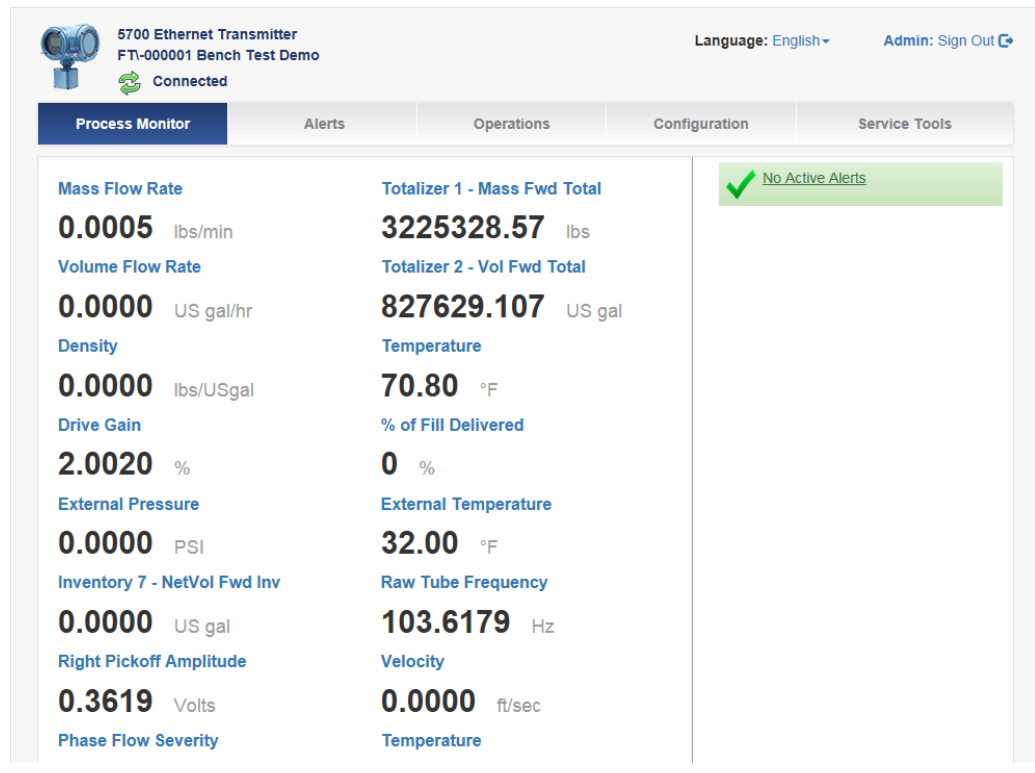 5700 Ethernet Transmitter
FT\-000001 Bench Test Demo
Connected
Language: English
Admin: Sign Out
Process Monitor
Alerts
Operations
Configuration
Service Tools
Mass Flow Rate
Totalizer 1 - Mass Fwd Total
0.0005 lbs/min
3225328.57 lbs
Volume Flow Rate
Totalizer 2 - Vol Fwd Total
0.0000 US gal/hr
827629.107 US gal
Density
Temperature
0.0000 lbs/USgal
70.80 °F
Drive Gain
% of Fill Delivered
2.0020 %
0 %
External Pressure
External Temperature
0.0000 PSI
32.00 °F
Inventory 7 - NetVol Fwd Inv
Raw Tube Frequency
0.0000 US gal
103.6179 Hz
Right Pickoff Amplitude
Velocity
0.3619 Volts
0.0000 ft/sec
Phase Flow Severity
Temperature
No Active Alerts